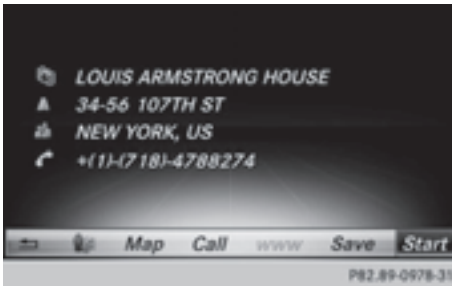 LOUIS ARMSTRONG HOUSE
34-56 107TH ST
NEW YORK, US
+(1)-(718)-4788274
Map Call www Save Start
P82.89-0978-31